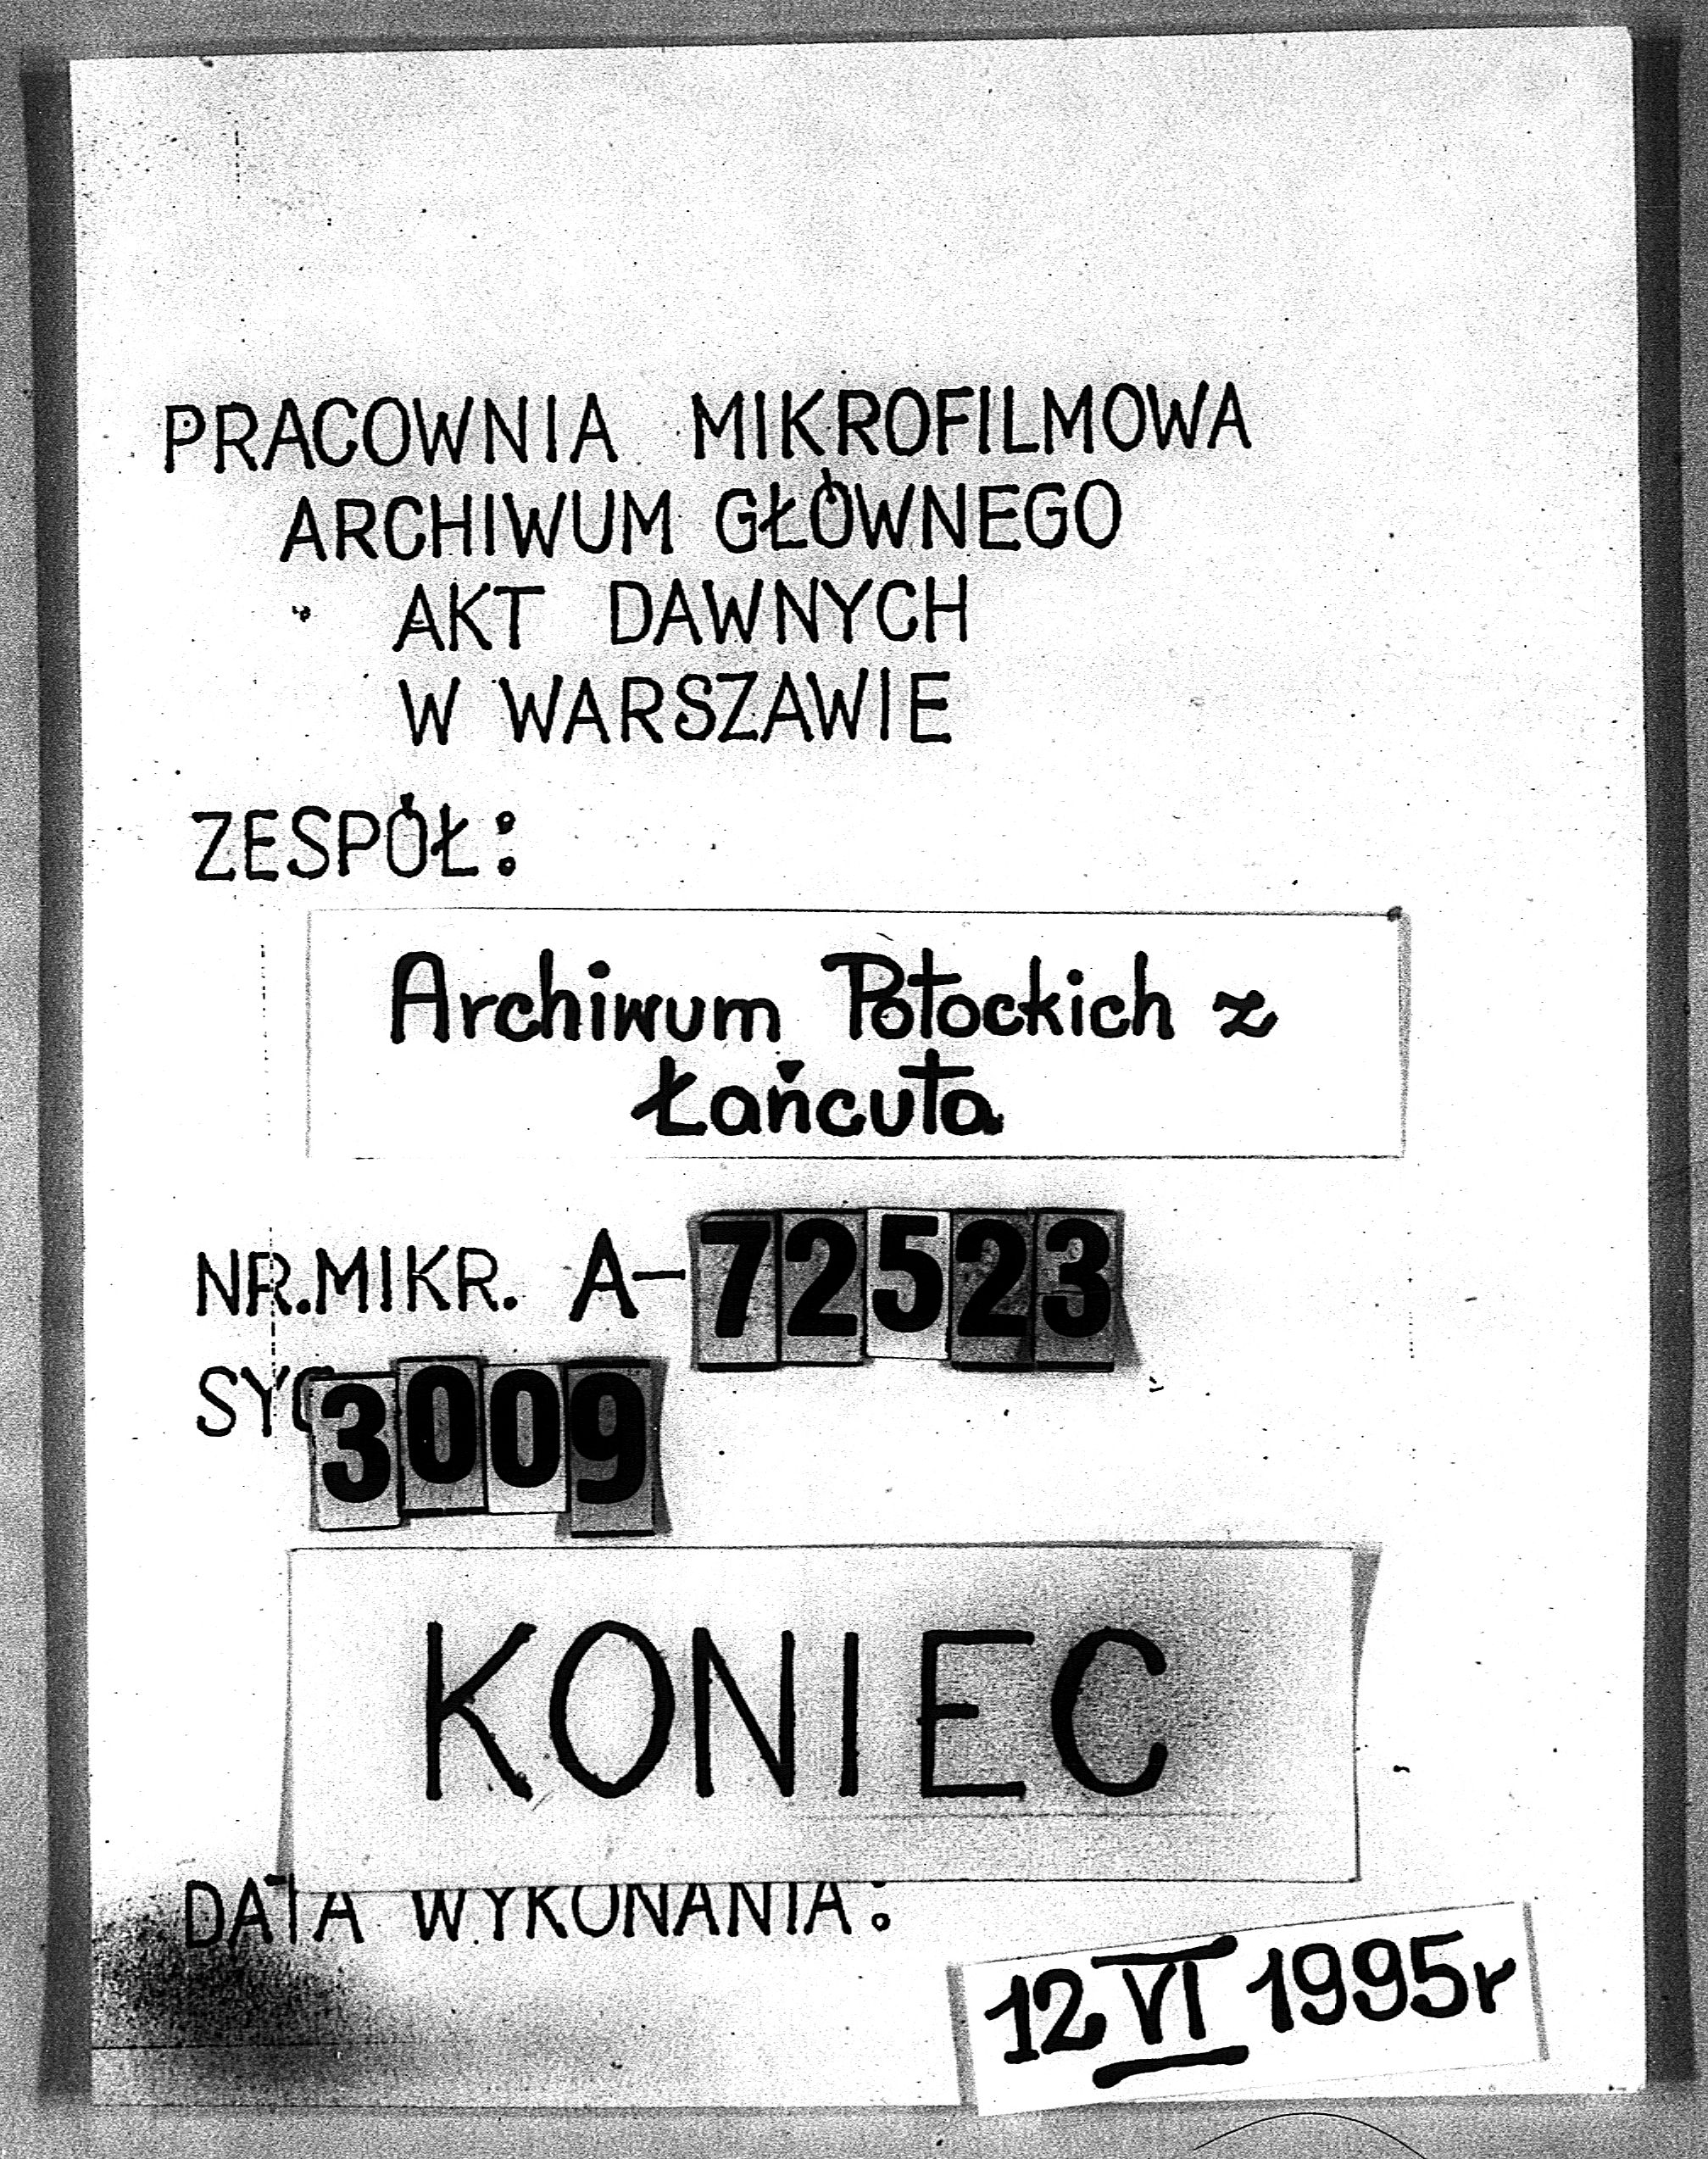 PRACOWNIA MIKROFILMOWA
ARCHIWUM GŁÓWNEGO
AKT DAWNYCH
W WARSZAWIE
ZESPÓŁ:
Archiwum Potockich z
Łańcuta
NR.MIKR. A-72523
SYG 3009
KONIEC
DATA WYKONANIA:
12 VI 1995r